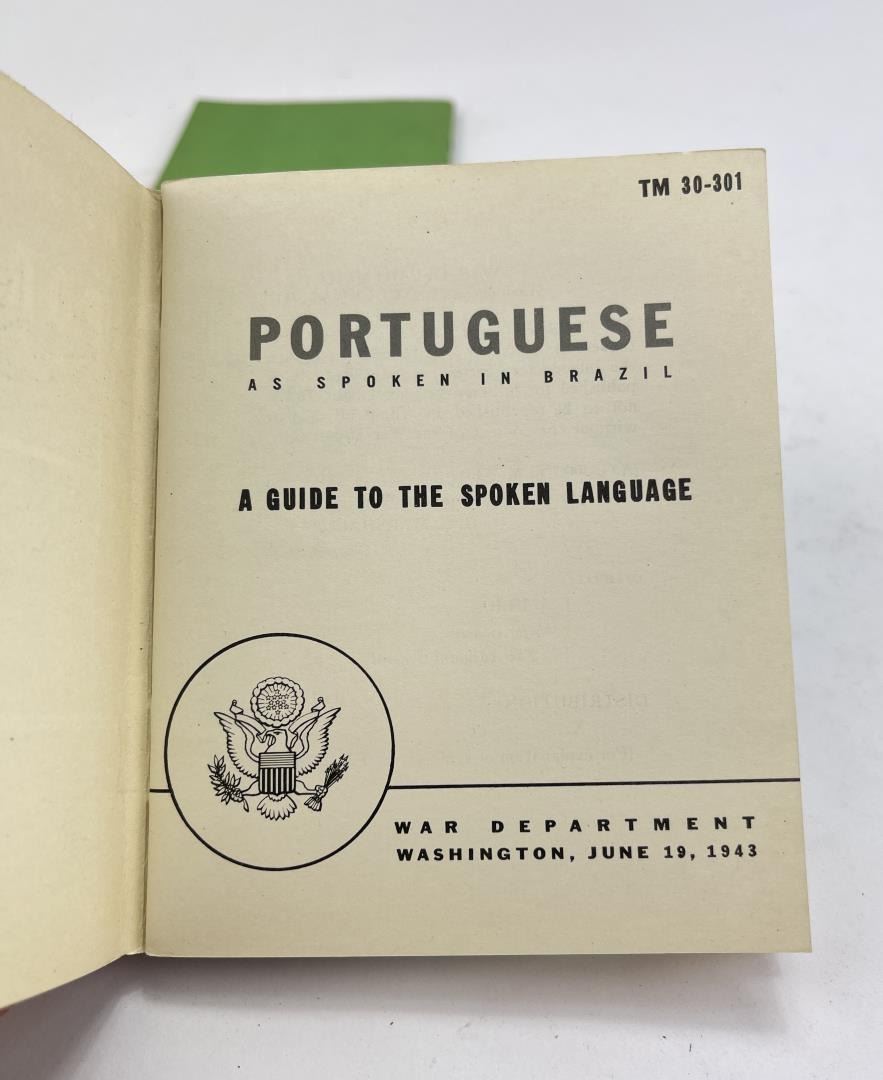 TM 30-301
PORTUGUESE
AS SPOKEN IN BRAZIL
A GUIDE TO THE SPOKEN LANGUAGE
WAR DEPARTMENT
WASHINGTON, JUNE 19, 1943